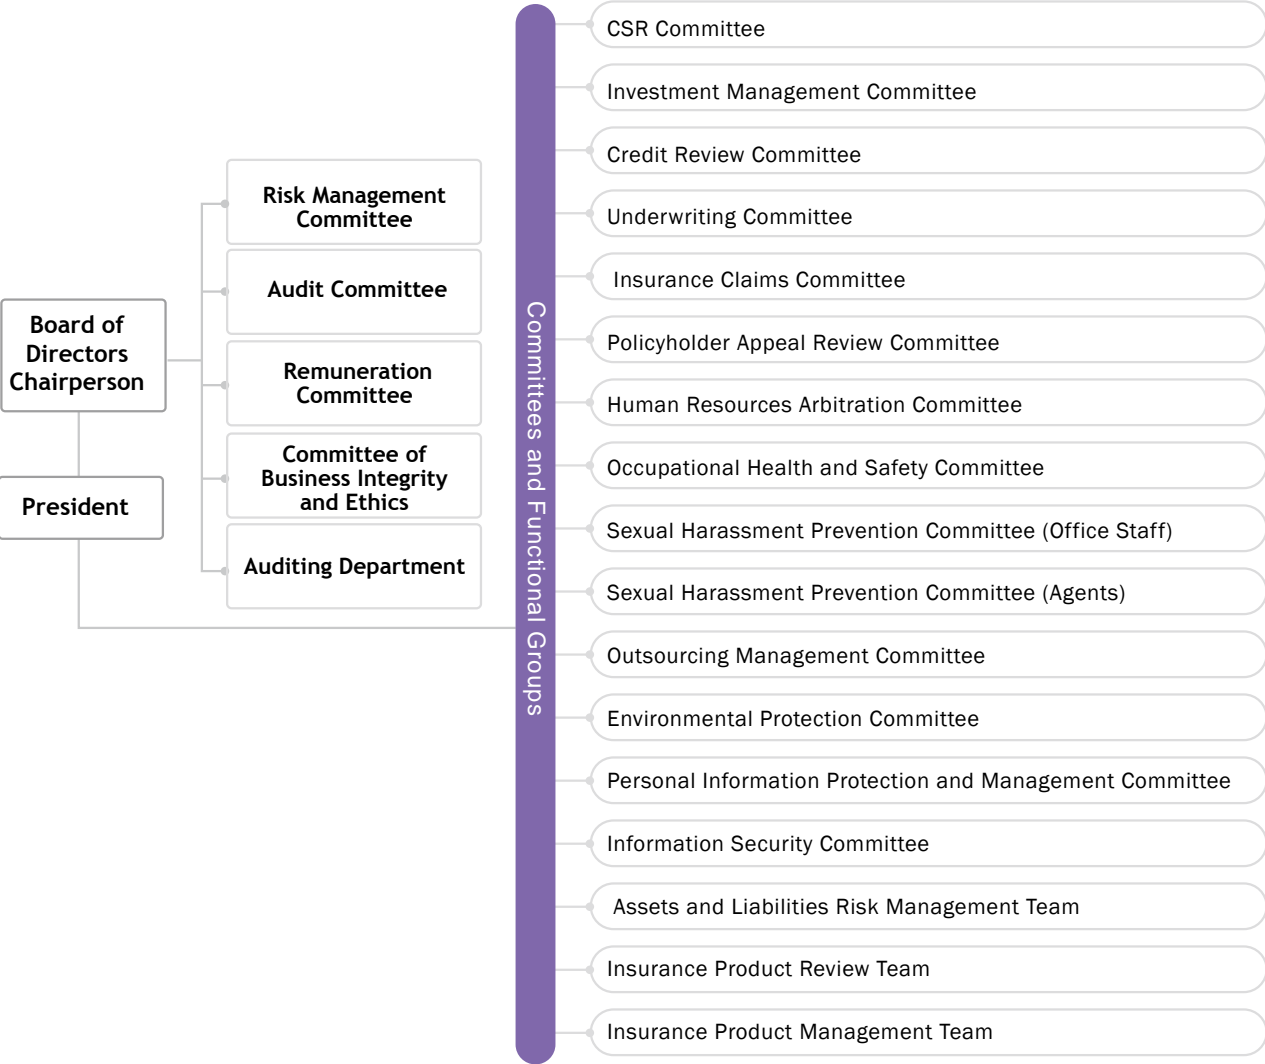 Board of
Directors
Chairperson
President
Risk Management
Committee
Audit Committee
Remuneration
Committee
Committee of
Business Integrity
and Ethics
Auditing Department
Committees and Functional Groups
CSR Committee
Investment Management Committee
Credit Review Committee
Underwriting Committee
Insurance Claims Committee
Policyholder Appeal Review Committee
Human Resources Arbitration Committee
Occupational Health and Safety Committee
Sexual Harassment Prevention Committee (Office Staff)
Sexual Harassment Prevention Committee (Agents)
Outsourcing Management Committee
Environmental Protection Committee
Personal Information Protection and Management Committee
Information Security Committee
Assets and Liabilities Risk Management Team
Insurance Product Review Team
Insurance Product Management Team